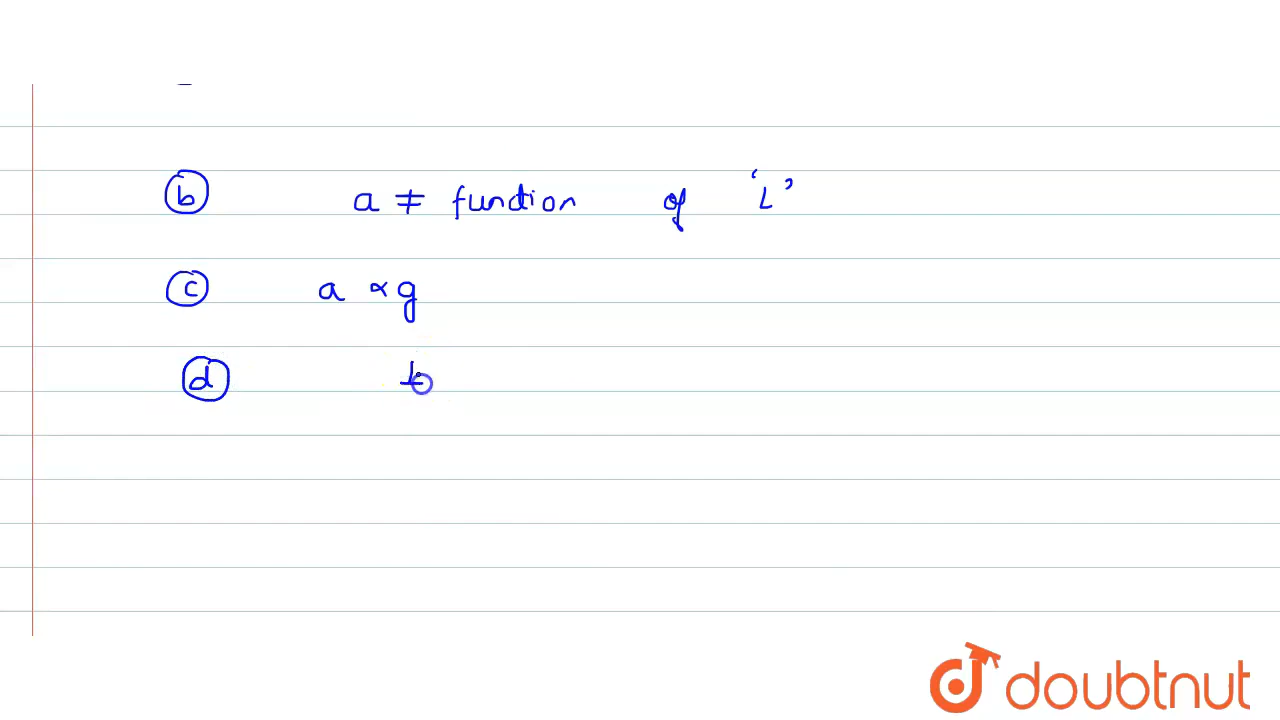 b a ≠ function of 'L'
c a ∝ g
d
doubtnut